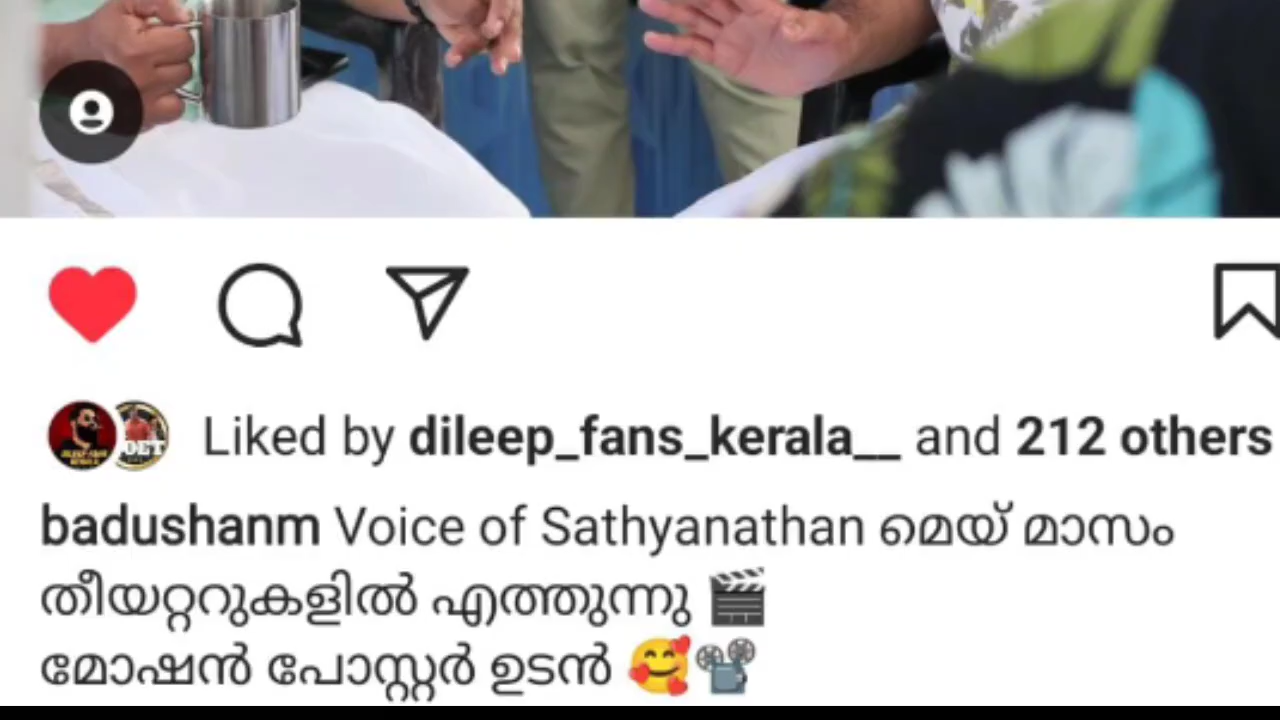 Liked by dileep_fans_kerala__ and 212 others
badushanm Voice of Sathyanathan മെയ് മാസം
തീയറ്ററുകളിൽ എത്തുന്നു 🎬
മോഷൻ പോസ്റ്റർ ഉടൻ 🥰📽️